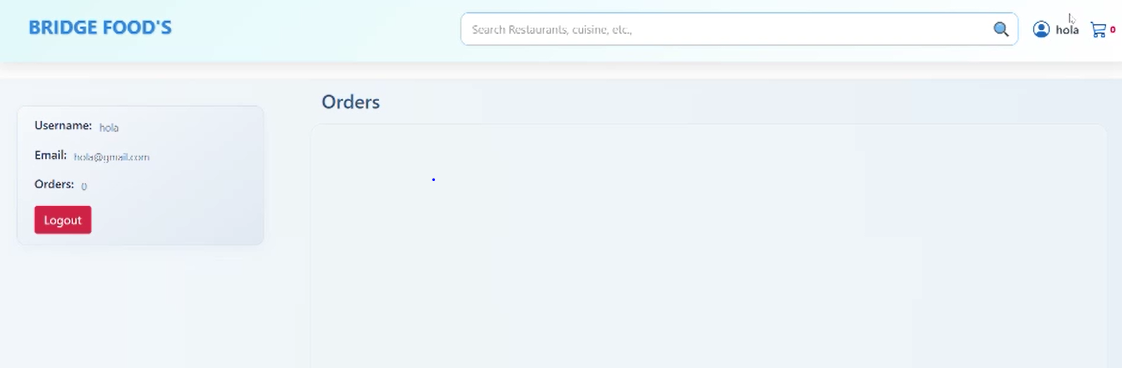 BRIDGE FOOD'S
Search Restaurants, cuisine, etc.,
hola
0
Orders
Username: hola
Email: hola@gmail.com
Orders: 0
Logout